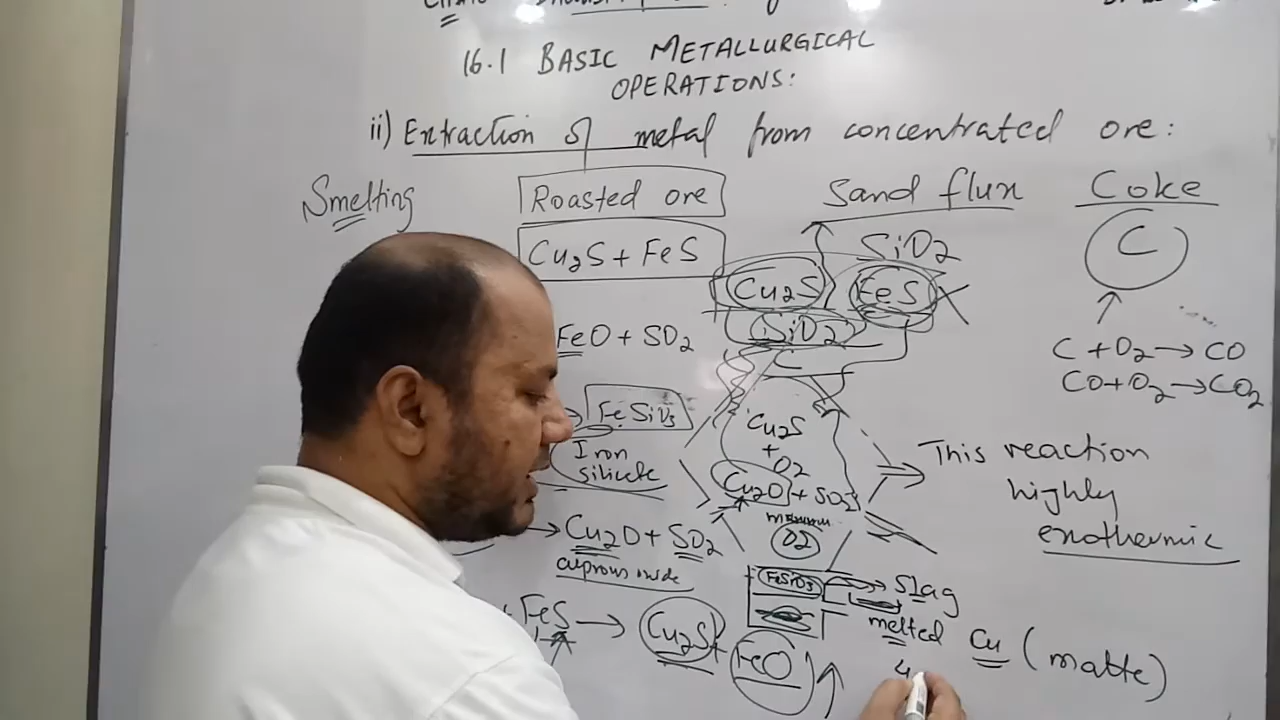 16.1 BASIC METALLURGICAL
OPERATIONS:
ii) Extraction of metal from concentrated ore:
Smelting
Roasted ore
Cu2S + FeS
Sand flux
SiO2
Coke
C
Cu2S
FeS
SiO2
C
C + O2 → CO
CO + O2 → CO2
FeO + SO2
FeSiO3
Iron
silicate
→ Cu2O + SO2
cuprous oxide
+ FeS → Cu2S + FeO
Cu2S
+
O2
Cu2O + SO2
O2
FeSiO3 → Slag
melted Cu (matte)
4
This reaction
highly
exothermic